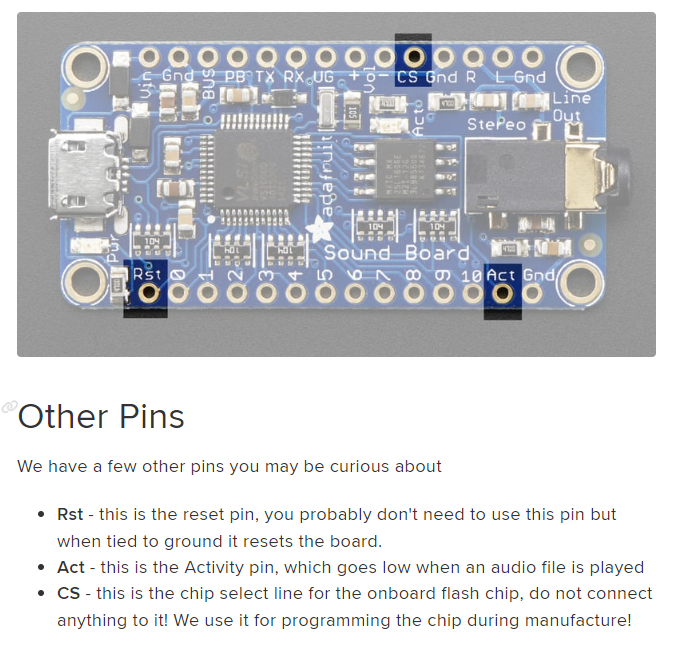 Vin Gnd BUS PB TX RX UG + Vol - CS Gnd R L Gnd
Line
Out
Act
Stereo
adafruit
VLSI
104
104
Pwr
Sound Board
Rst 0 1 2 3 4 5 6 7 8 9 10 Act Gnd
Other Pins
We have a few other pins you may be curious about
• Rst - this is the reset pin, you probably don't need to use this pin but
when tied to ground it resets the board.
• Act - this is the Activity pin, which goes low when an audio file is played
• CS - this is the chip select line for the onboard flash chip, do not connect
anything to it! We use it for programming the chip during manufacture!